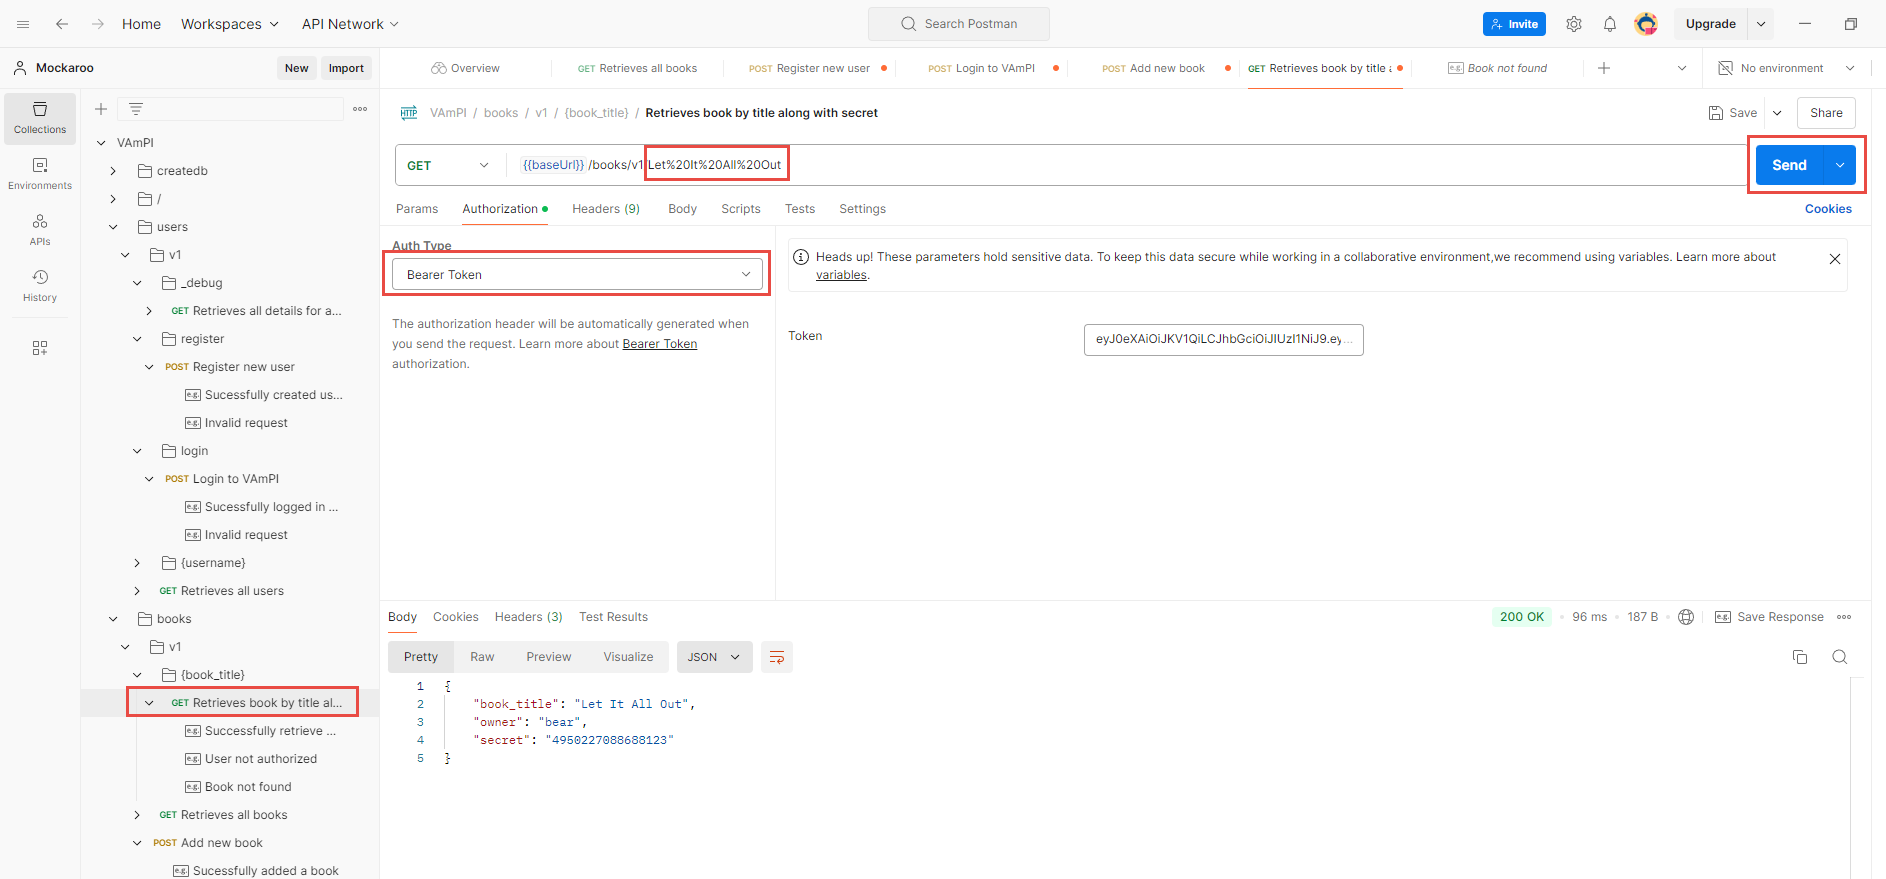 Home
Workspaces
API Network
Search Postman
Invite
Upgrade
Mockaroo
New
Import
Overview
GET Retrieves all books
POST Register new user
POST Login to VAmPI
POST Add new book
GET Retrieves book by title a
e.g. Book not found
No environment
Collections
Environments
APIs
History
VAmPI
createdb
/
users
v1
_debug
GET Retrieves all details for a...
register
POST Register new user
e.g. Sucessfully created us...
e.g. Invalid request
login
POST Login to VAmPI
e.g. Sucessfully logged in ...
e.g. Invalid request
{username}
GET Retrieves all users
books
v1
{book_title}
GET Retrieves book by title al...
e.g. Successfully retrieve ...
e.g. User not authorized
e.g. Book not found
GET Retrieves all books
POST Add new book
e.g. Sucessfully added a book
HTTP
VAmPI / books / v1 / {book_title} / Retrieves book by title along with secret
Save
Share
GET
{{baseUrl}} /books/v1/Let%20It%20All%20Out
Send
Params
Authorization
Headers (9)
Body
Scripts
Tests
Settings
Cookies
Auth Type
Bearer Token
The authorization header will be automatically generated when
you send the request. Learn more about Bearer Token
authorization.
Heads up! These parameters hold sensitive data. To keep this data secure while working in a collaborative environment,we recommend using variables. Learn more about
variables.
Token
eyJ0eXAiOiJKV1QiLCJhbGciOiJIUzI1NiJ9.ey...
Body
Cookies
Headers (3)
Test Results
200 OK
96 ms
187 B
e.g. Save Response
Pretty
Raw
Preview
Visualize
JSON
1 {
2 "book_title": "Let It All Out",
3 "owner": "bear",
4 "secret": "4950227088688123"
5 }